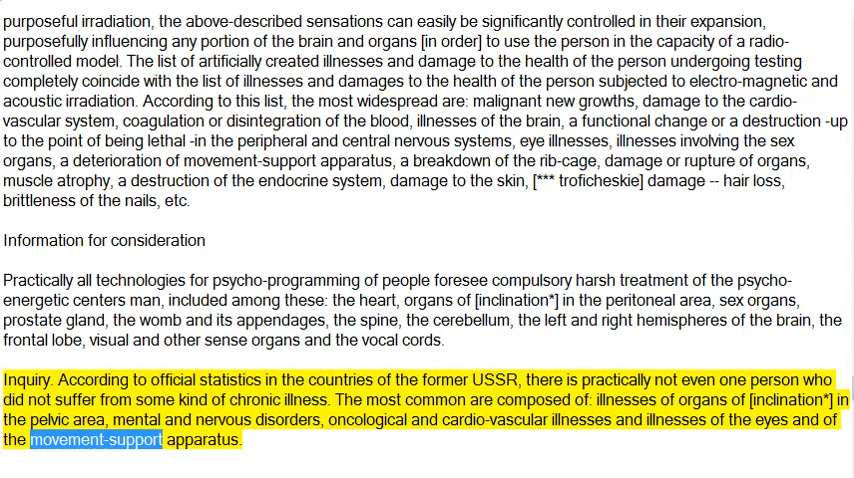 purposeful irradiation, the above-described sensations can easily be significantly controlled in their expansion,
purposefully influencing any portion of the brain and organs [in order] to use the person in the capacity of a radio-
controlled model. The list of artificially created illnesses and damage to the health of the person undergoing testing
completely coincide with the list of illnesses and damages to the health of the person subjected to electro-magnetic and
acoustic irradiation. According to this list, the most widespread are: malignant new growths, damage to the cardio-
vascular system, coagulation or disintegration of the blood, illnesses of the brain, a functional change or a destruction -up
to the point of being lethal -in the peripheral and central nervous systems, eye illnesses, illnesses involving the sex
organs, a deterioration of movement-support apparatus, a breakdown of the rib-cage, damage or rupture of organs,
muscle atrophy, a destruction of the endocrine system, damage to the skin, [*** troficheskie] damage -- hair loss,
brittleness of the nails, etc.
Information for consideration
Practically all technologies for psycho-programming of people foresee compulsory harsh treatment of the psycho-
energetic centers man, included among these: the heart, organs of [inclination*] in the peritoneal area, sex organs,
prostate gland, the womb and its appendages, the spine, the cerebellum, the left and right hemispheres of the brain, the
frontal lobe, visual and other sense organs and the vocal cords.
Inquiry. According to official statistics in the countries of the former USSR, there is practically not even one person who
did not suffer from some kind of chronic illness. The most common are composed of: illnesses of organs of [inclination*] in
the pelvic area, mental and nervous disorders, oncological and cardio-vascular illnesses and illnesses of the eyes and of
the movement-support apparatus.